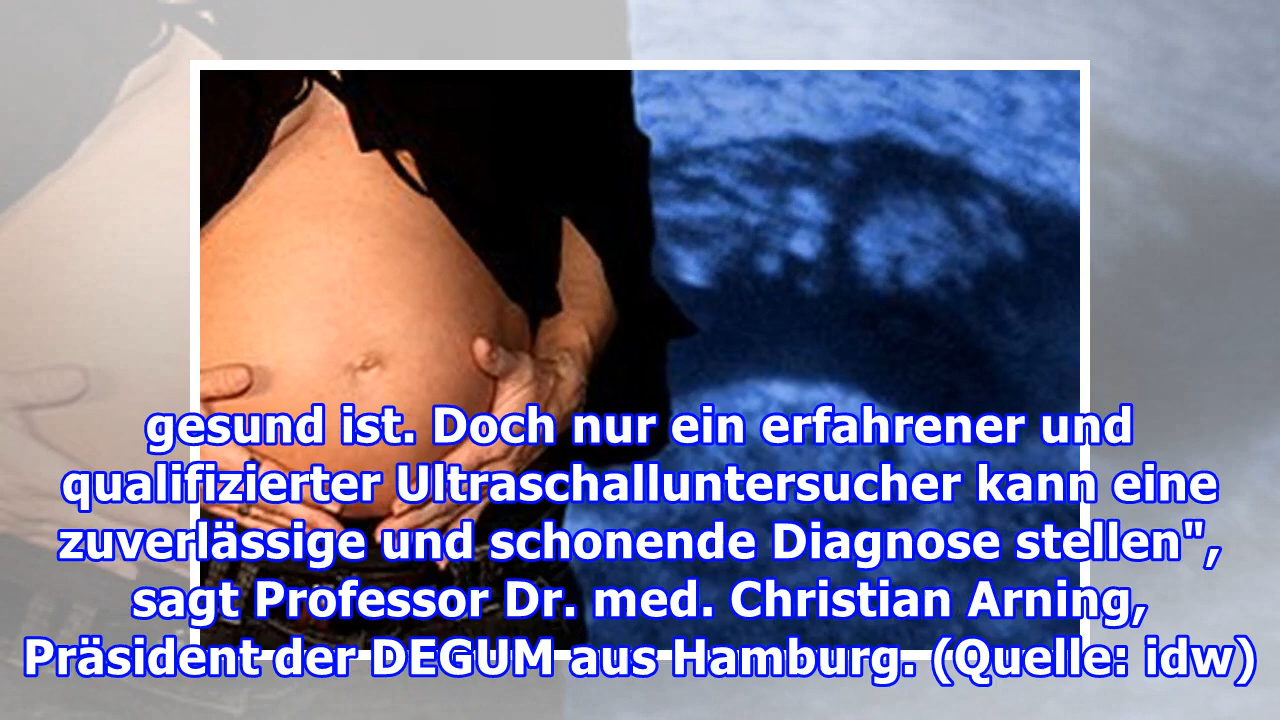 gesund ist. Doch nur ein erfahrener und
qualifizierter Ultraschalluntersucher kann eine
zuverlässige und schonende Diagnose stellen",
sagt Professor Dr. med. Christian Arning,
Präsident der DEGUM aus Hamburg. (Quelle: idw)